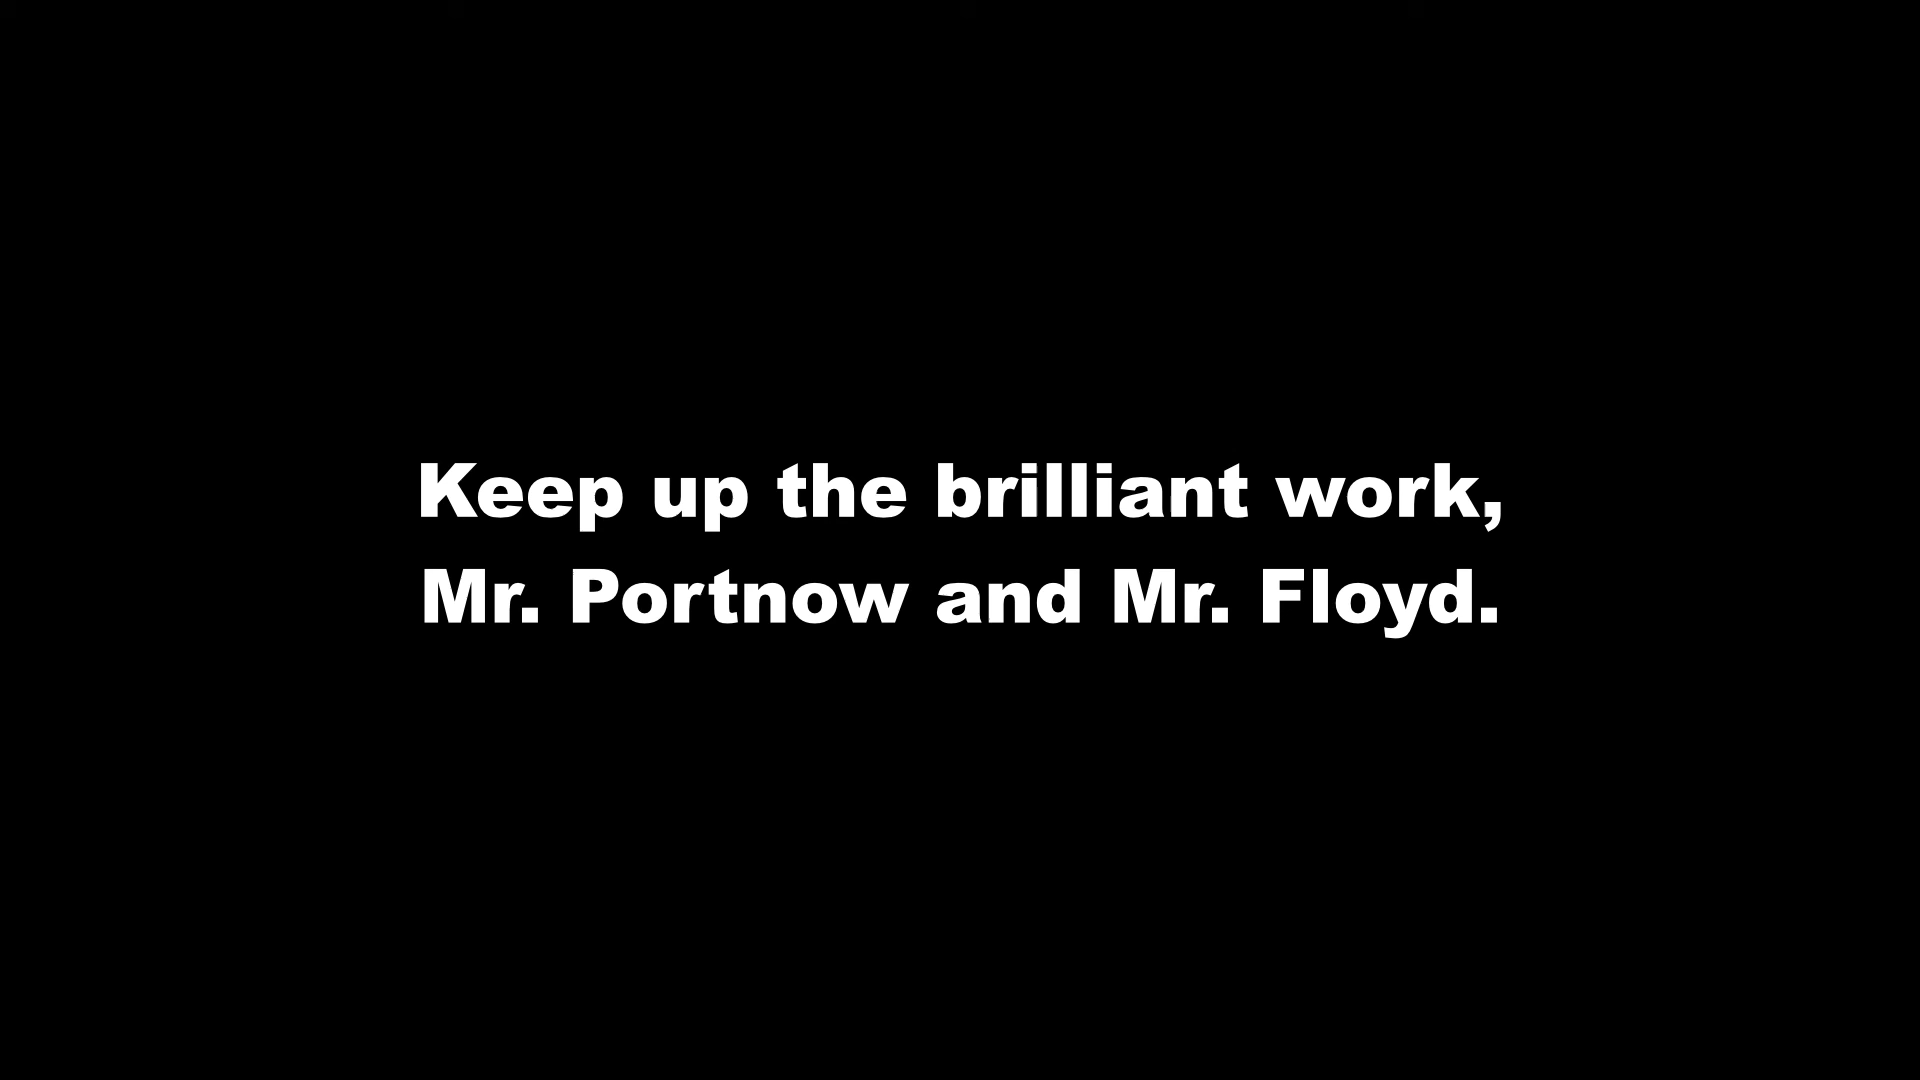 Keep up the brilliant work,
Mr. Portnow and Mr. Floyd.